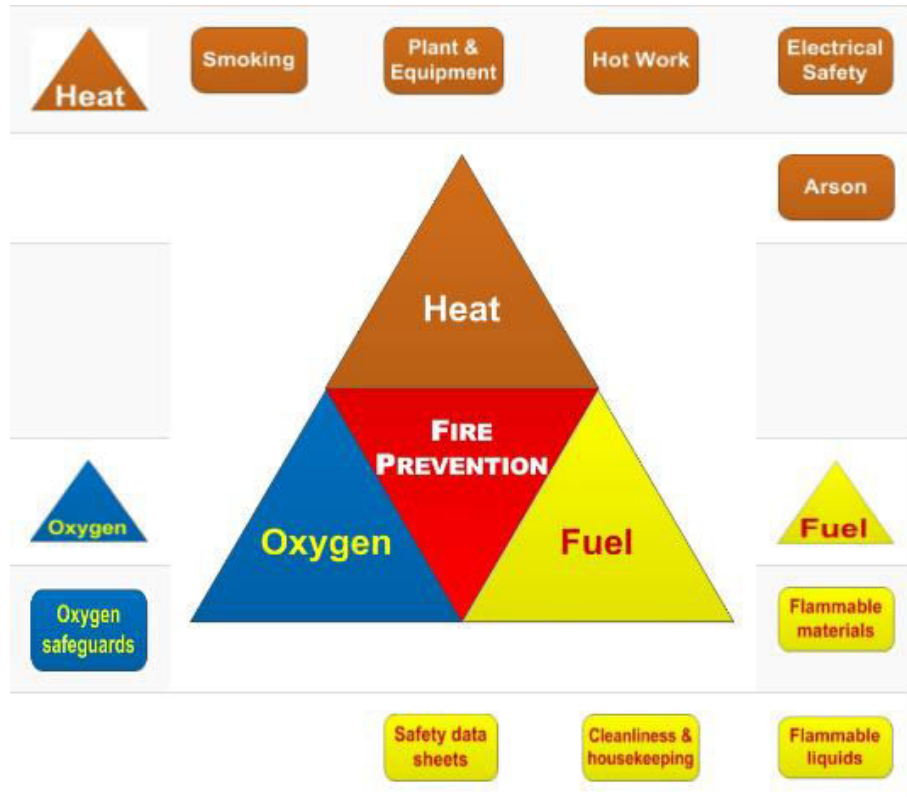 Heat
Smoking
Plant &
Equipment
Hot Work
Electrical
Safety
Arson
Heat
FIRE
PREVENTION
Oxygen
Fuel
Oxygen
Fuel
Oxygen
safeguards
Flammable
materials
Safety data
sheets
Cleanliness &
housekeeping
Flammable
liquids